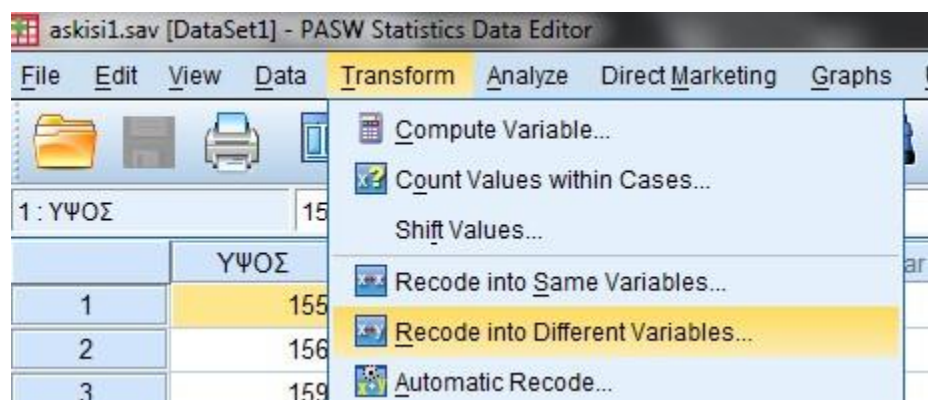 askisi1.sav [DataSet1] - PASW Statistics Data Editor
File Edit View Data Transform Analyze Direct Marketing Graphs
Compute Variable...
Count Values within Cases...
1 : ΥΨΟΣ 15
Shift Values...
ΥΨΟΣ ar
Recode into Same Variables...
1 155
Recode into Different Variables...
2 156
Automatic Recode...
3 159